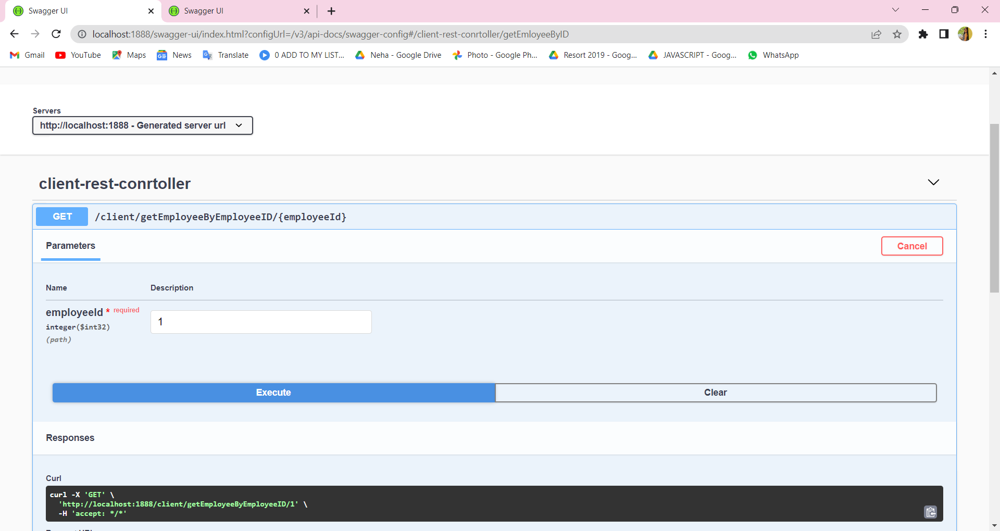 Swagger UI
Swagger UI
localhost:1888/swagger-ui/index.html?configUrl=/v3/api-docs/swagger-config#/client-rest-conrtoller/getEmloyeeByID
Gmail YouTube Maps News Translate 0 ADD TO MY LIST... Neha - Google Drive Photo - Google Ph... Resort 2019 - Goog... JAVASCRIPT - Goog... WhatsApp
Servers
http://localhost:1888 - Generated server url
client-rest-conrtoller
GET /client/getEmployeeByEmployeeID/{employeeId}
Parameters
Cancel
Name Description
employeeId * required
integer($int32)
(path)
1
Execute Clear
Responses
Curl
curl -X 'GET' \
'http://localhost:1888/client/getEmployeeByEmployeeID/1' \
-H 'accept: */*'